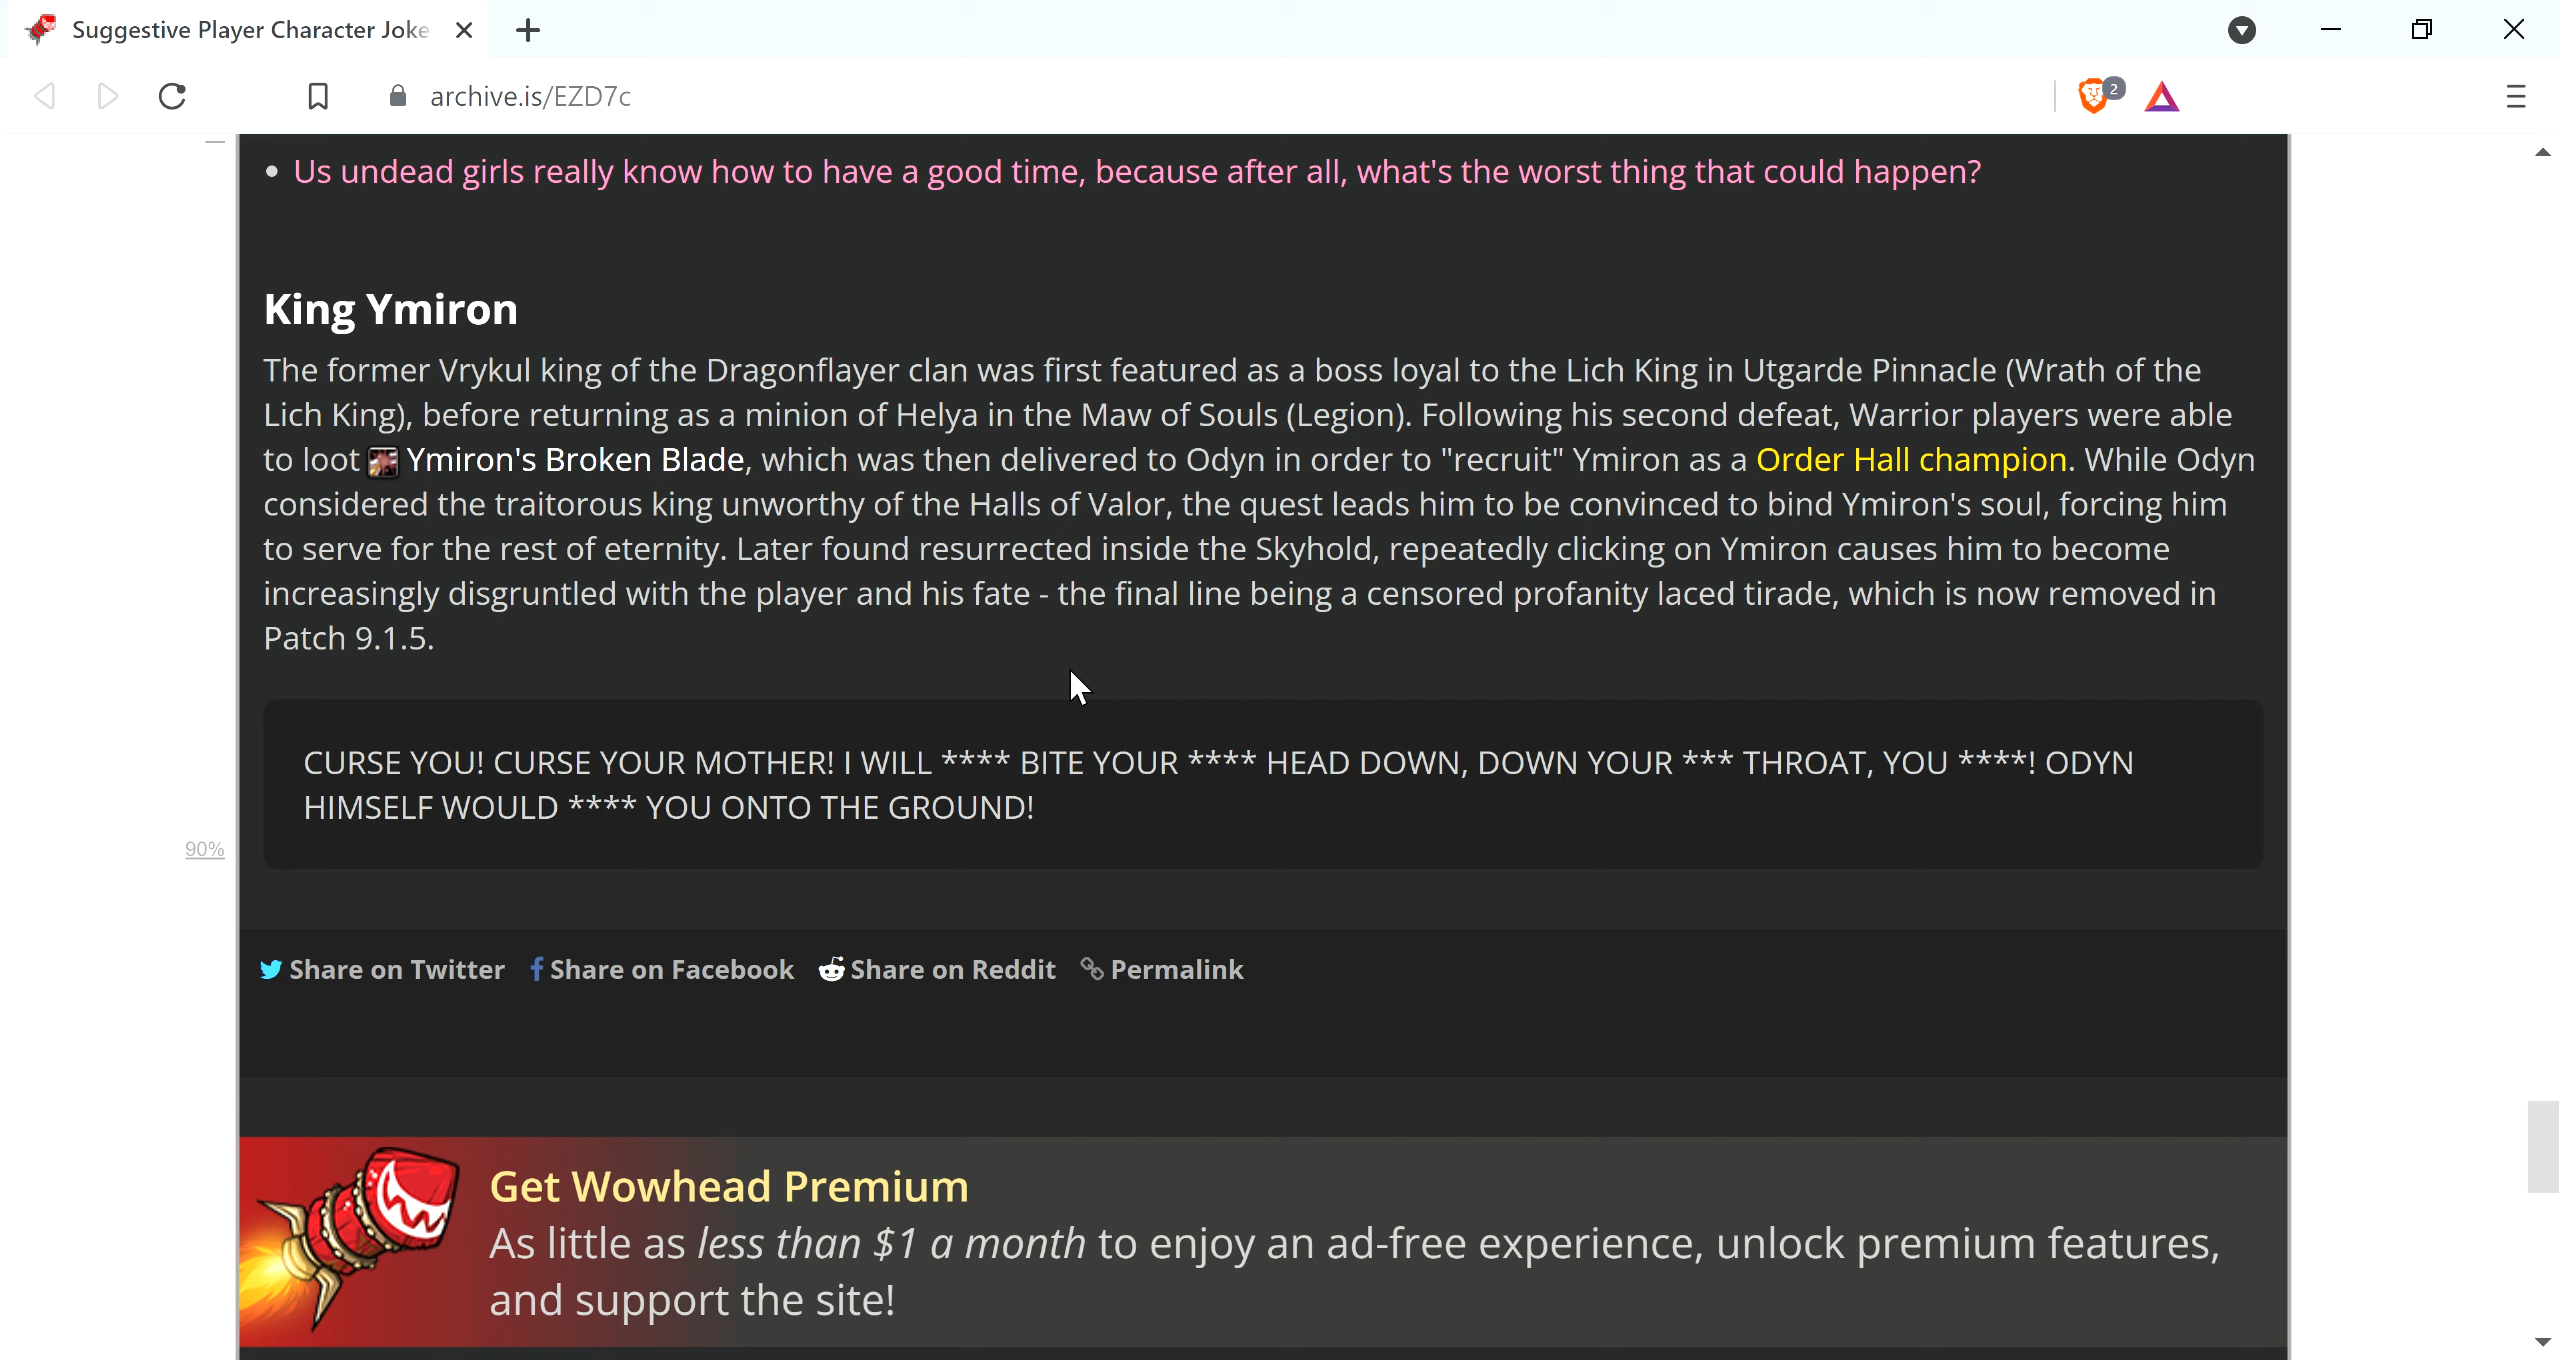 Suggestive Player Character Joke
archive.is/EZD7c
2
• Us undead girls really know how to have a good time, because after all, what's the worst thing that could happen?
King Ymiron
The former Vrykul king of the Dragonflayer clan was first featured as a boss loyal to the Lich King in Utgarde Pinnacle (Wrath of the
Lich King), before returning as a minion of Helya in the Maw of Souls (Legion). Following his second defeat, Warrior players were able
to loot Ymiron's Broken Blade, which was then delivered to Odyn in order to "recruit" Ymiron as a Order Hall champion. While Odyn
considered the traitorous king unworthy of the Halls of Valor, the quest leads him to be convinced to bind Ymiron's soul, forcing him
to serve for the rest of eternity. Later found resurrected inside the Skyhold, repeatedly clicking on Ymiron causes him to become
increasingly disgruntled with the player and his fate - the final line being a censored profanity laced tirade, which is now removed in
Patch 9.1.5.
CURSE YOU! CURSE YOUR MOTHER! I WILL **** BITE YOUR **** HEAD DOWN, DOWN YOUR *** THROAT, YOU ****! ODYN
HIMSELF WOULD **** YOU ONTO THE GROUND!
90%
Share on Twitter Share on Facebook Share on Reddit Permalink
Get Wowhead Premium
As little as less than $1 a month to enjoy an ad-free experience, unlock premium features,
and support the site!